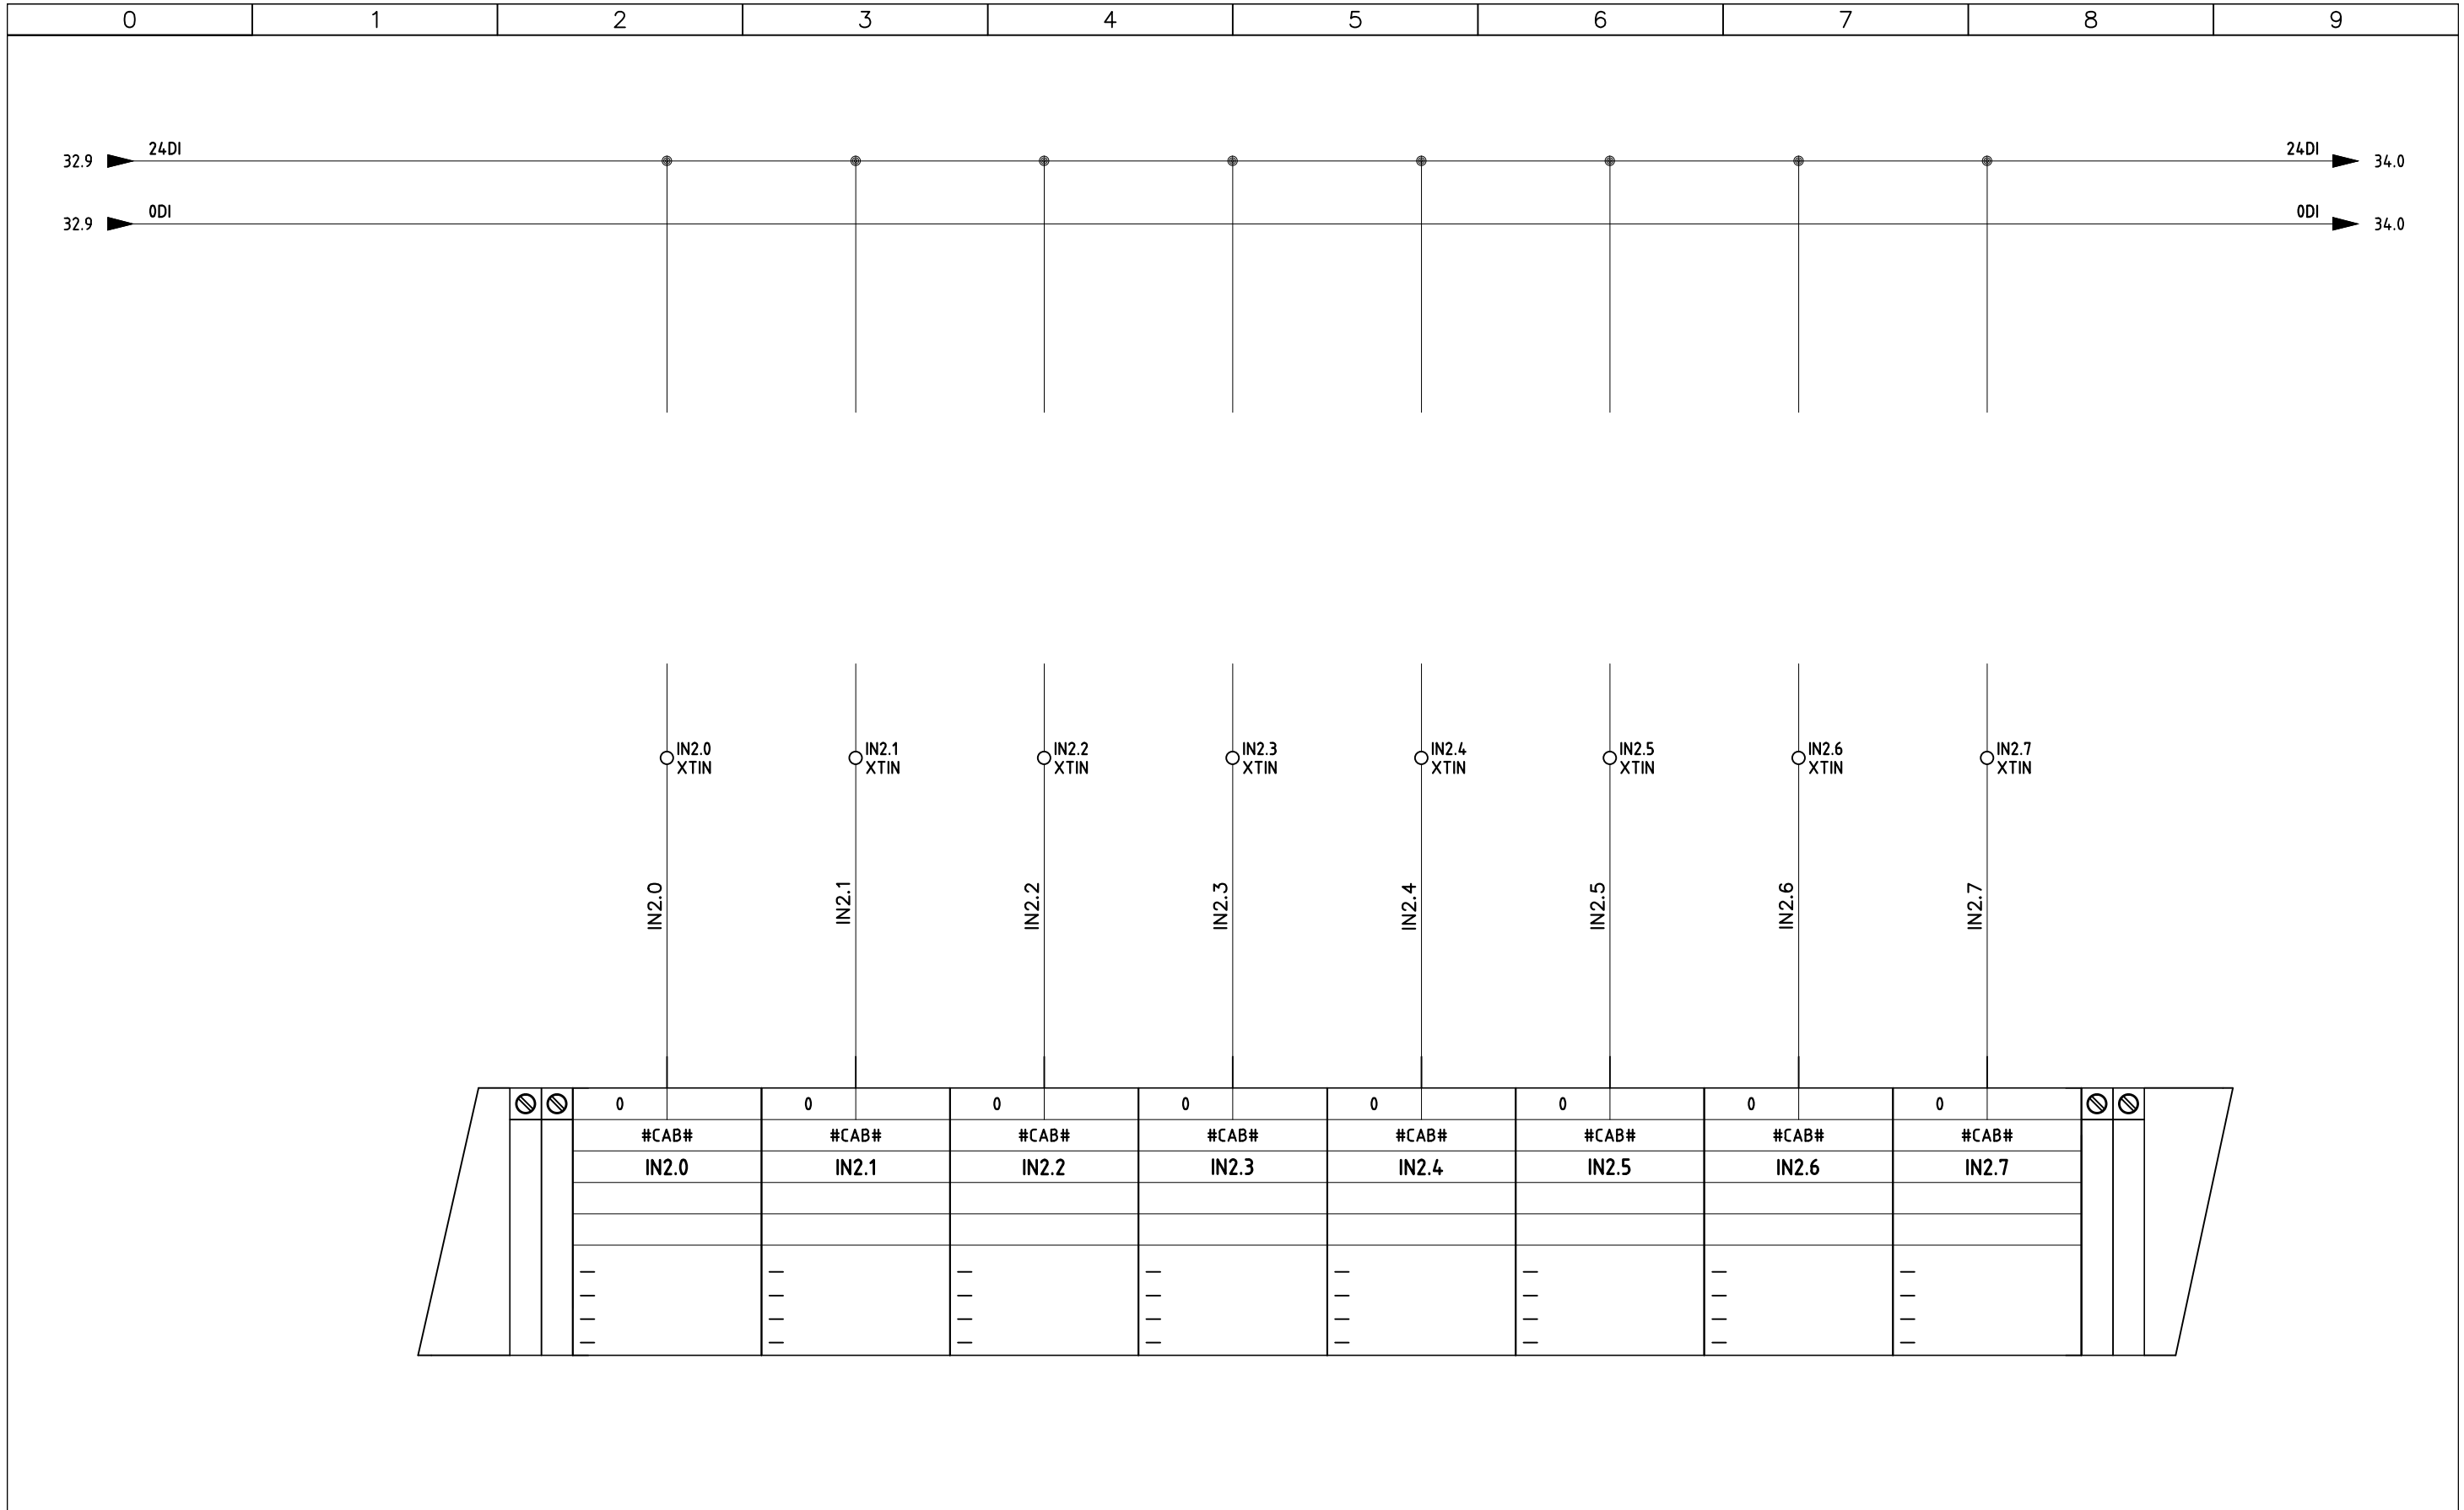 0 1 2 3 4 5 6 7 8 9
24DI 24DI
32.9 34.0
0DI 0DI
32.9 34.0
IN2.0 IN2.1 IN2.2 IN2.3 IN2.4 IN2.5 IN2.6 IN2.7
XTIN XTIN XTIN XTIN XTIN XTIN XTIN XTIN
IN2.0 IN2.1 IN2.2 IN2.3 IN2.4 IN2.5 IN2.6 IN2.7
0 0 0 0 0 0 0 0
#CAB# #CAB# #CAB# #CAB# #CAB# #CAB# #CAB# #CAB#
IN2.0 IN2.1 IN2.2 IN2.3 IN2.4 IN2.5 IN2.6 IN2.7